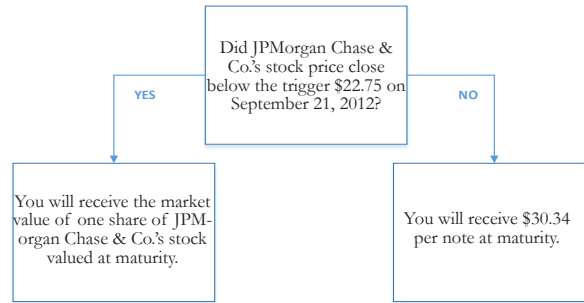 Did JPMorgan Chase &
Co.'s stock price close
below the trigger $22.75 on
September 21, 2012?
YES
NO
You will receive the market
value of one share of JPM-
organ Chase & Co.'s stock
valued at maturity.
You will receive $30.34
per note at maturity.